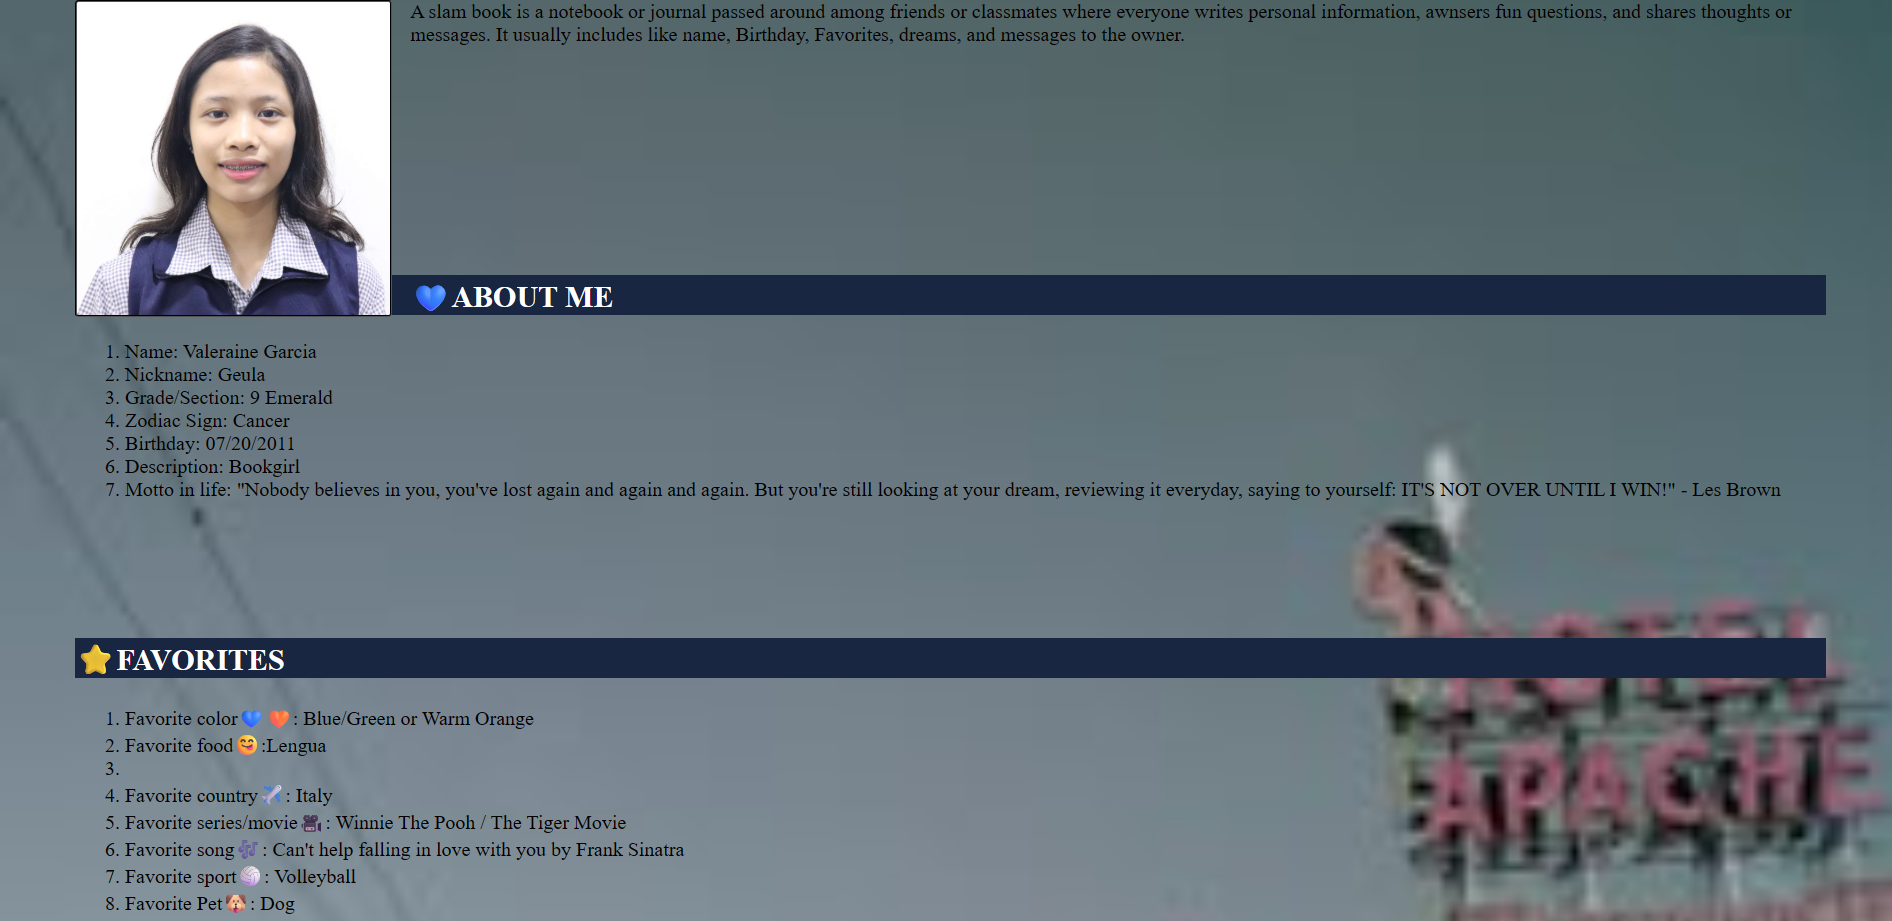 A slam book is a notebook or journal passed around among friends or classmates where everyone writes personal information, awnsers fun questions, and shares thoughts or
messages. It usually includes like name, Birthday, Favorites, dreams, and messages to the owner.
💙 ABOUT ME
1. Name: Valeraine Garcia
2. Nickname: Geula
3. Grade/Section: 9 Emerald
4. Zodiac Sign: Cancer
5. Birthday: 07/20/2011
6. Description: Bookgirl
7. Motto in life: "Nobody believes in you, you've lost again and again and again. But you're still looking at your dream, reviewing it everyday, saying to yourself: IT'S NOT OVER UNTIL I WIN!" - Les Brown
⭐ FAVORITES
1. Favorite color💙 🧡 : Blue/Green or Warm Orange
2. Favorite food😋 :Lengua
3.
4. Favorite country✈️ : Italy
5. Favorite series/movie🎥 : Winnie The Pooh / The Tiger Movie
6. Favorite song🎶 : Can't help falling in love with you by Frank Sinatra
7. Favorite sport🏐 : Volleyball
8. Favorite Pet🐶 : Dog
HOTEL
APACHE